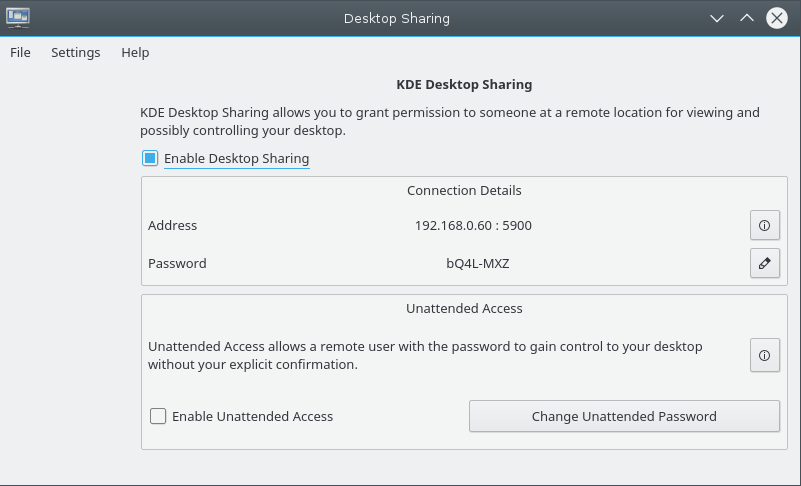 Desktop Sharing
File Settings Help
KDE Desktop Sharing
KDE Desktop Sharing allows you to grant permission to someone at a remote location for viewing and
possibly controlling your desktop.
Enable Desktop Sharing
Connection Details
Address 192.168.0.60 : 5900
Password bQ4L-MXZ
Unattended Access
Unattended Access allows a remote user with the password to gain control to your desktop
without your explicit confirmation.
Enable Unattended Access Change Unattended Password